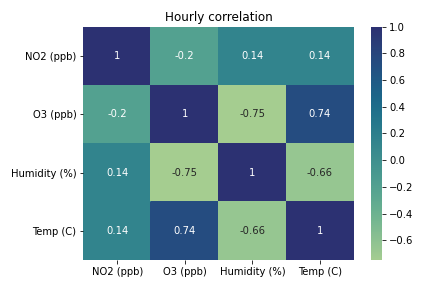 Hourly correlation
NO2 (ppb) 1 -0.2 0.14 0.14
O3 (ppb) -0.2 1 -0.75 0.74
Humidity (%) 0.14 -0.75 1 -0.66
Temp (C) 0.14 0.74 -0.66 1
NO2 (ppb) O3 (ppb) Humidity (%) Temp (C)
1.0
0.8
0.6
0.4
0.2
0.0
−0.2
−0.4
−0.6